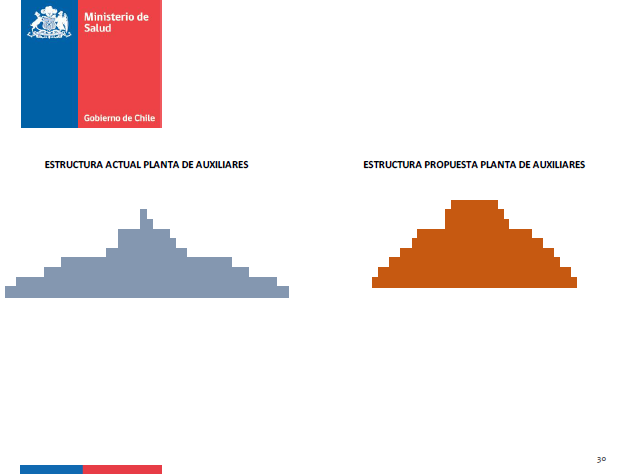 Ministerio de
Salud
Gobierno de Chile
ESTRUCTURA ACTUAL PLANTA DE AUXILIARES
ESTRUCTURA PROPUESTA PLANTA DE AUXILIARES
30